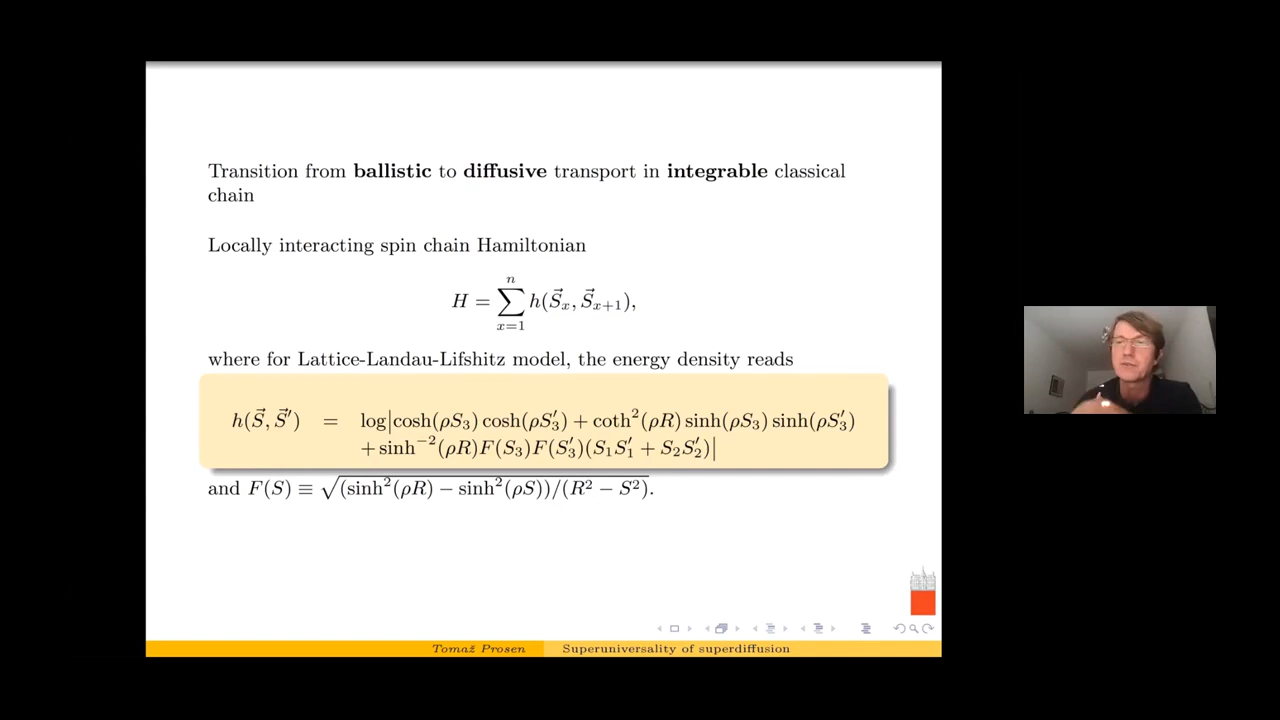 Transition from ballistic to diffusive transport in integrable classical
chain
Locally interacting spin chain Hamiltonian
H = \sum_{x=1}^{n} h(\vec{S}_x, \vec{S}_{x+1}),
where for Lattice-Landau-Lifshitz model, the energy density reads
h(\vec{S}, \vec{S}') = log|cosh(ρS_3) cosh(ρS'_3) + coth^2(ρR) sinh(ρS_3) sinh(ρS'_3)
+ sinh^{-2}(ρR)F(S_3)F(S'_3)(S_1S'_1 + S_2S'_2)|
and F(S) ≡ \sqrt{(sinh^2(ρR) − sinh^2(ρS))/(R^2 − S^2)}.
Tomaž Prosen Superuniversality of superdiffusion